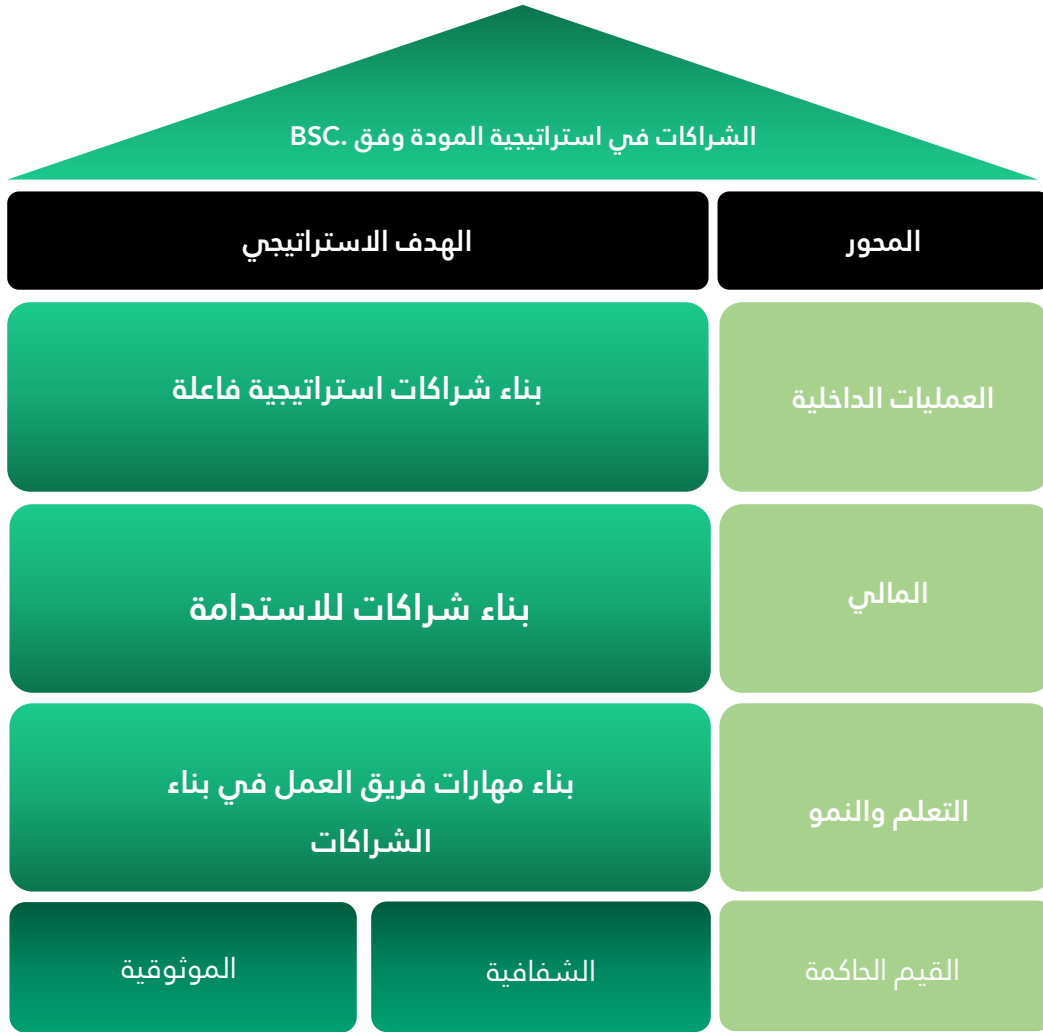 الشراكات في استراتيجية المودة وفق .BSC
المحور
الهدف الاستراتيجي
العمليات الداخلية
بناء شراكات استراتيجية فاعلة
المالي
بناء شراكات للاستدامة
التعلم والنمو
بناء مهارات فريق العمل في بناء
الشراكات
القيم الحاكمة
الشفافية
الموثوقية